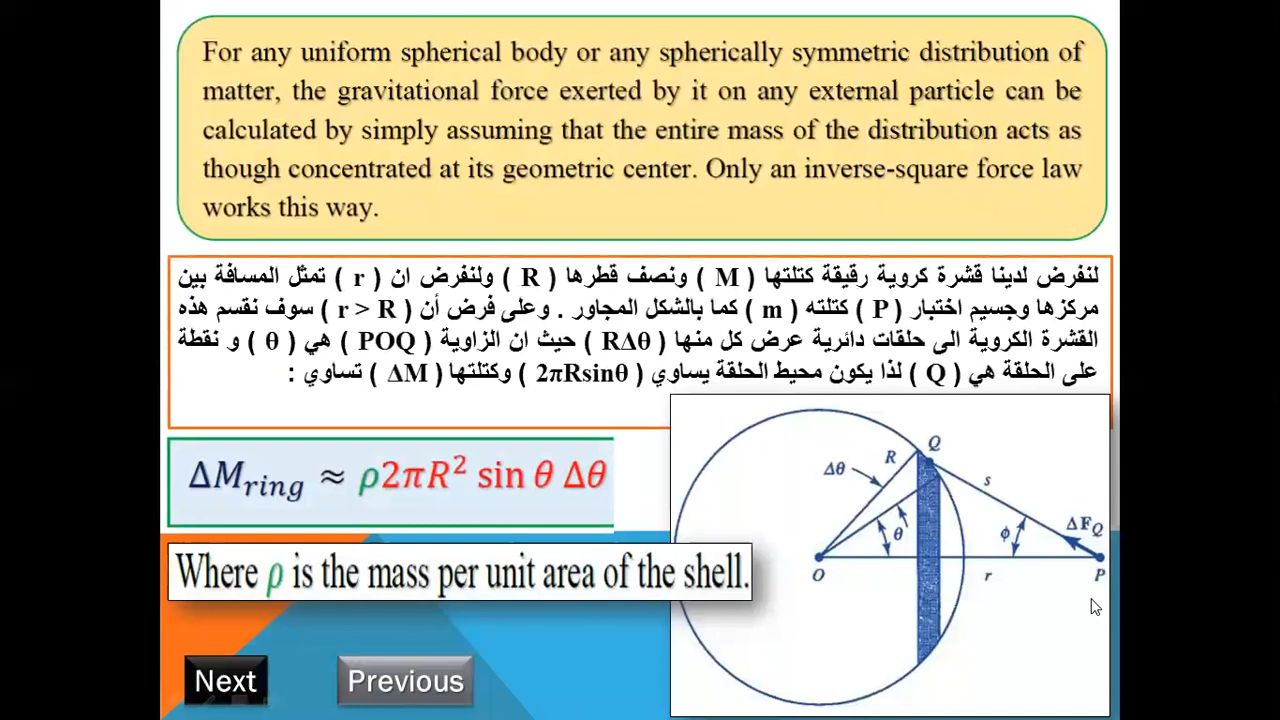 For any uniform spherical body or any spherically symmetric distribution of
matter, the gravitational force exerted by it on any external particle can be
calculated by simply assuming that the entire mass of the distribution acts as
though concentrated at its geometric center. Only an inverse-square force law
works this way.
لنفرض لدينا قشرة كروية رقيقة كتلتها ( M ) ونصف قطرها ( R ) ولنفرض ان ( r ) تمثل المسافة بين
مركزها وجسيم اختبار ( P ) كتلته ( m ) كما بالشكل المجاور . وعلى فرض أن ( r > R ) سوف نقسم هذه
القشرة الكروية الى حلقات دائرية عرض كل منها ( RΔθ ) حيث ان الزاوية ( POQ ) هي ( θ ) و نقطة
على الحلقة هي ( Q ) لذا يكون محيط الحلقة يساوي ( 2πRsinθ ) وكتلتها ( ΔM ) تساوي :
ΔM_ring ≈ ρ2πR² sin θ Δθ
Where ρ is the mass per unit area of the shell.
Q
R
Δθ
s
ΔF_Q
θ
ϕ
O
r
P
Next
Previous